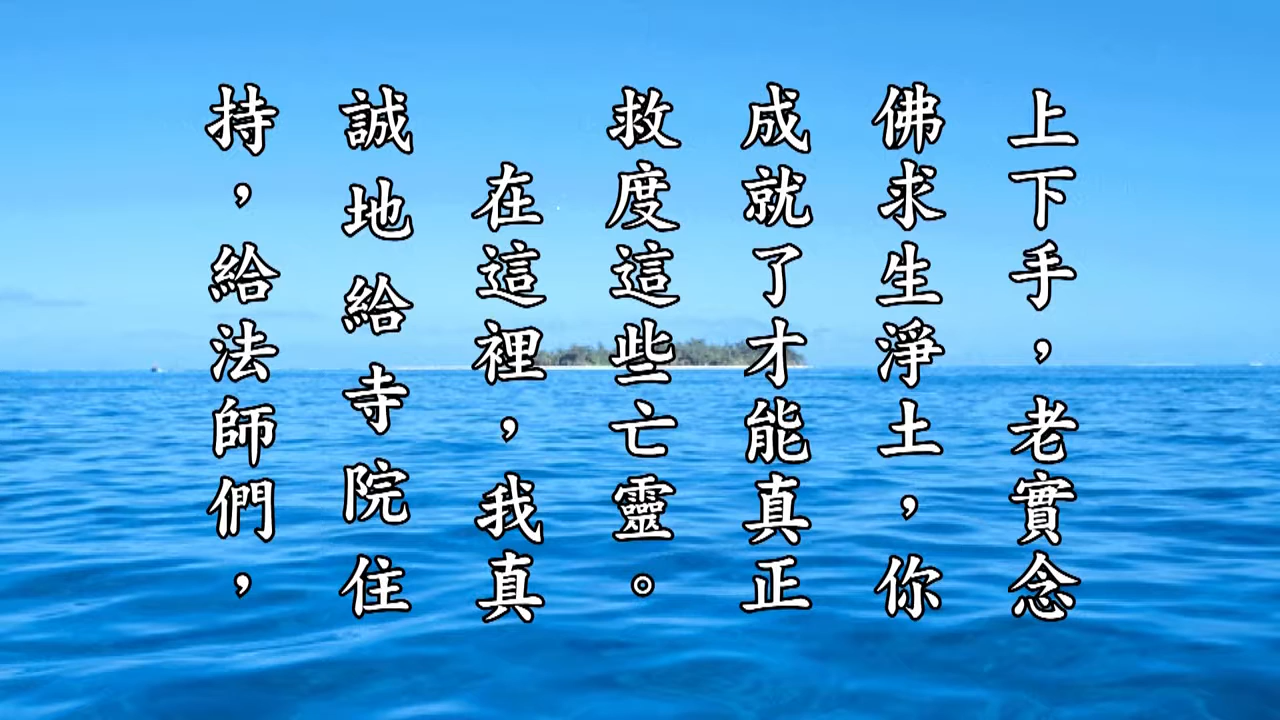 上下手，老實念
佛求生淨土，你
成就了才能真正
救度這些亡靈。
在這裡，我真
誠地給寺院住
持，給法師們，